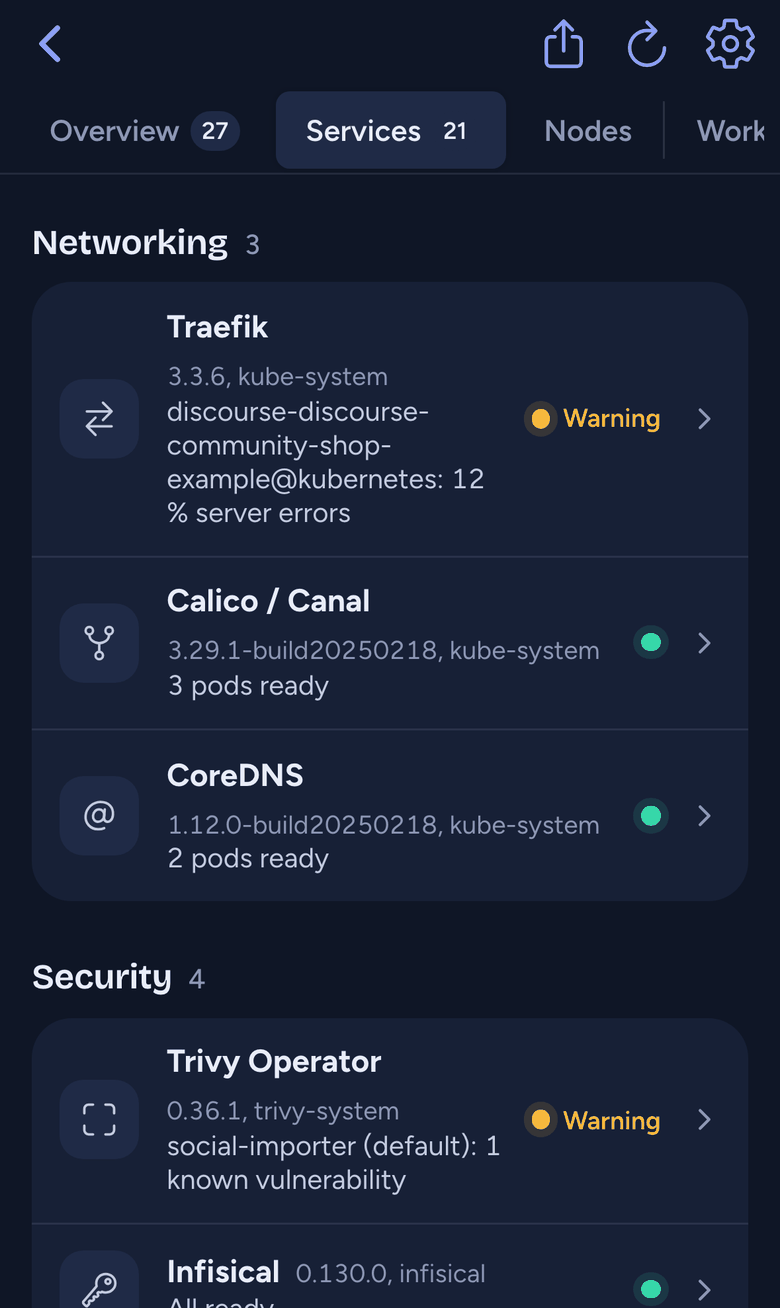 Overview 27 Services 21 Nodes Work
Networking 3
Traefik
3.3.6, kube-system
discourse-discourse-
community-shop-
example@kubernetes: 12
% server errors
Warning
Calico / Canal
3.29.1-build20250218, kube-system
3 pods ready
CoreDNS
1.12.0-build20250218, kube-system
2 pods ready
Security 4
Trivy Operator
0.36.1, trivy-system
social-importer (default): 1
known vulnerability
Warning
Infisical 0.130.0, infisical
All ready